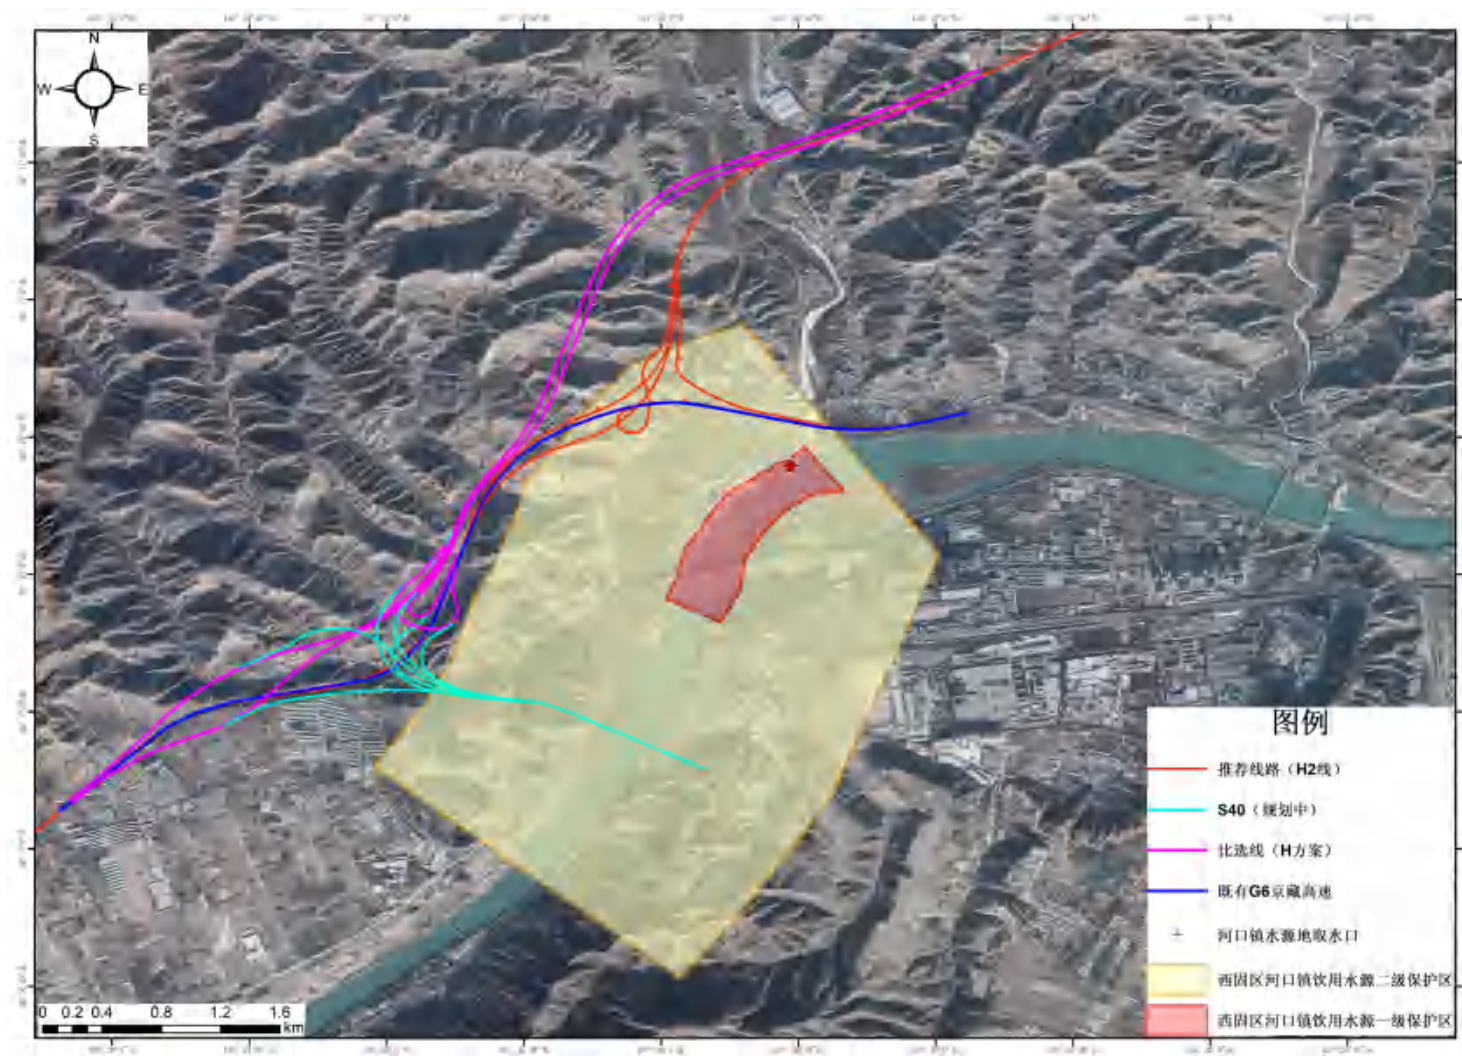 N
W E
S
图例
推荐线路（H2线）
S40（规划中）
比选线（H方案）
既有G6京藏高速
河口镇水源地取水口
西固区河口镇饮用水源二级保护区
西固区河口镇饮用水源一级保护区
0 0.2 0.4 0.8 1.2 1.6
km